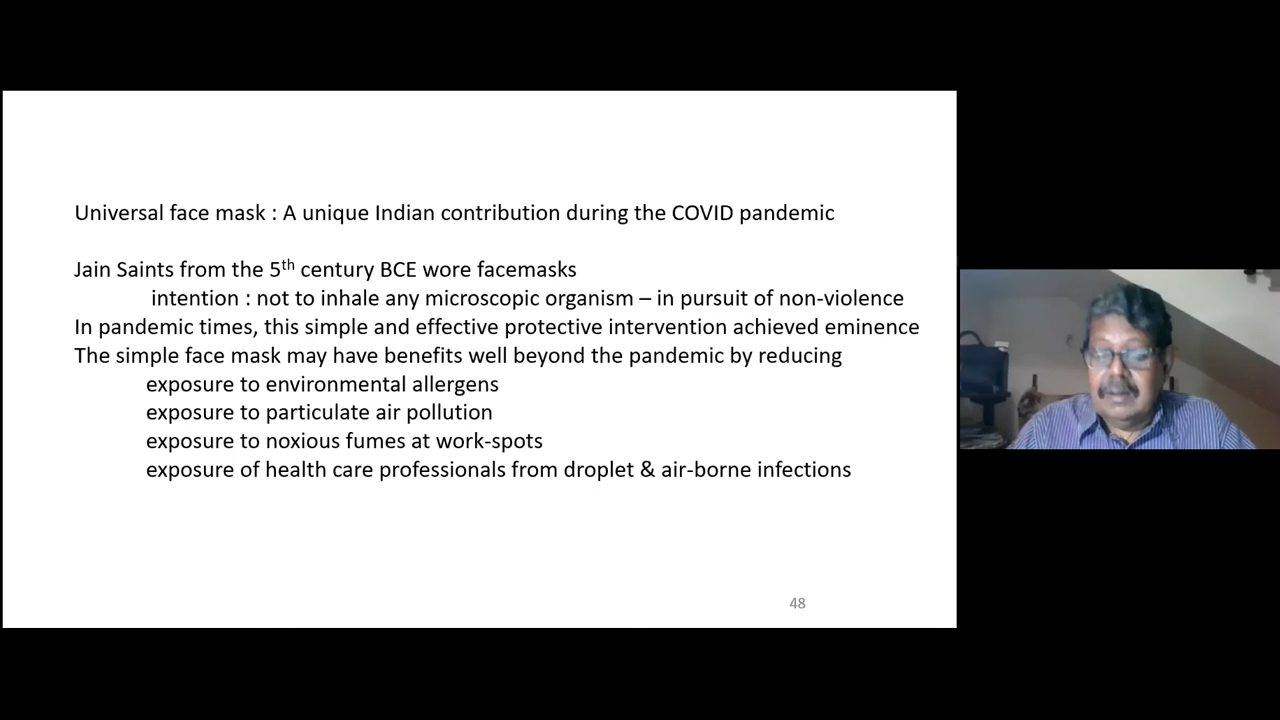 Universal face mask : A unique Indian contribution during the COVID pandemic
Jain Saints from the 5th century BCE wore facemasks
intention : not to inhale any microscopic organism – in pursuit of non-violence
In pandemic times, this simple and effective protective intervention achieved eminence
The simple face mask may have benefits well beyond the pandemic by reducing
exposure to environmental allergens
exposure to particulate air pollution
exposure to noxious fumes at work-spots
exposure of health care professionals from droplet & air-borne infections
48